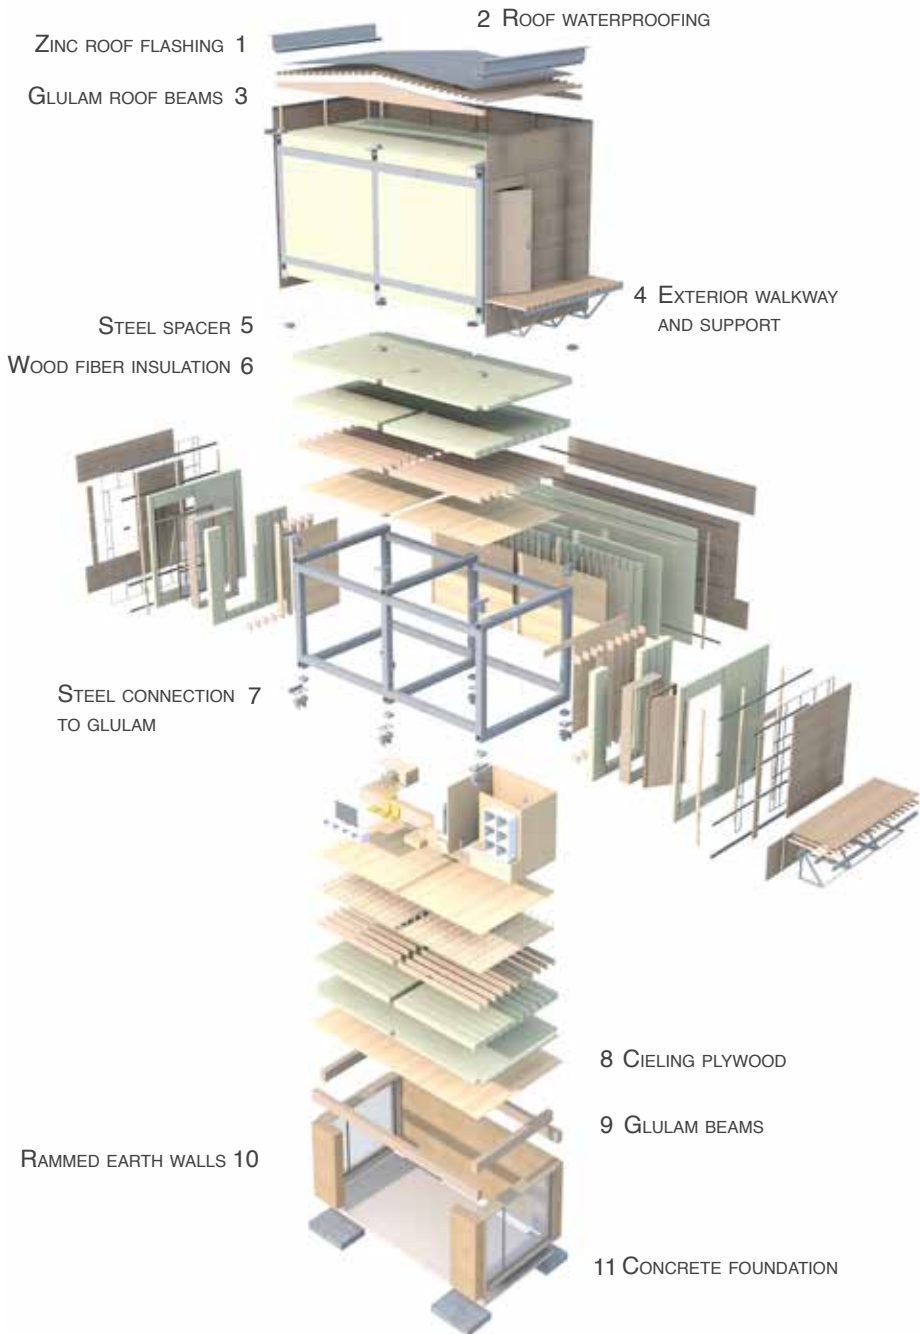 2 Roof waterproofing
Zinc roof flashing 1
Glulam roof beams 3
4 Exterior walkway
and support
Steel spacer 5
Wood fiber insulation 6
Steel connection 7
to glulam
8 Cieling plywood
9 Glulam beams
Rammed earth walls 10
11 Concrete foundation